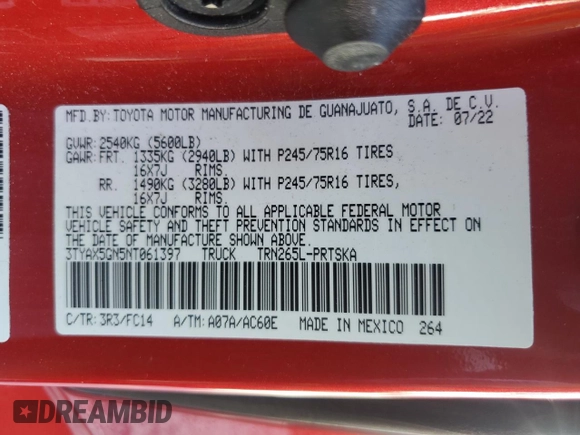 MFD.BY:TOYOTA MOTOR MANUFACTURING DE GUANAJUATO, S.A. DE C.V.
DATE: 07/22
GVWR:2540KG (5600LB)
GAWR:FRT. 1335KG (2940LB) WITH P245/75R16 TIRES
16X7J RIMS.
RR. 1490KG (3280LB) WITH P245/75R16 TIRES,
16X7J RIMS.
THIS VEHICLE CONFORMS TO ALL APPLICABLE FEDERAL MOTOR
VEHICLE SAFETY AND THEFT PREVENTION STANDARDS IN EFFECT ON
THE DATE OF MANUFACTURE SHOWN ABOVE.
3TYAX5GN5NT061397 TRUCK TRN265L-PRTSKA
C/TR:3R3/FC14 A/TM:A07A/AC60E MADE IN MEXICO 264
DREAMBID